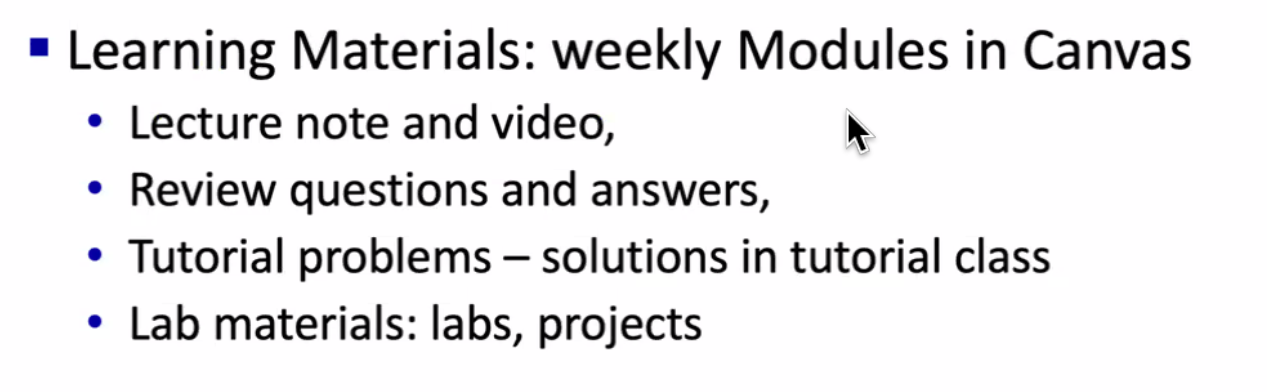 ▪ Learning Materials: weekly Modules in Canvas
• Lecture note and video,
• Review questions and answers,
• Tutorial problems – solutions in tutorial class
• Lab materials: labs, projects